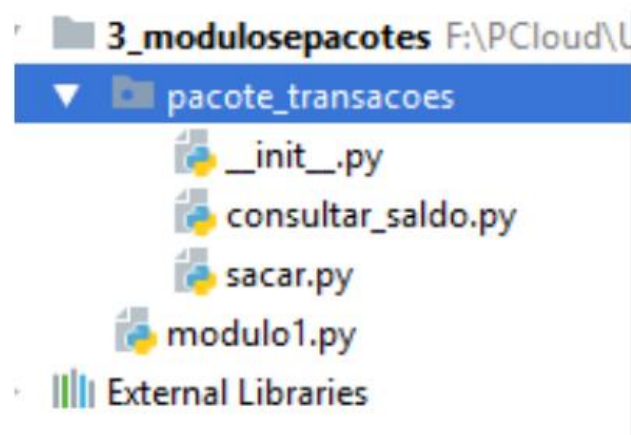 3_modulosepacotes F:\PCloud\
pacote_transacoes
__init__.py
consultar_saldo.py
sacar.py
modulo1.py
External Libraries